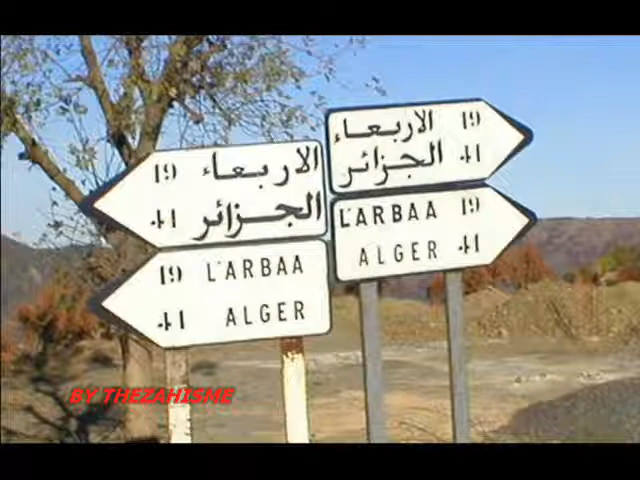 19 الاربعاء
41 الجزائر
19 L'ARBAA
41 ALGER
الاربعاء 19
الجزائر 41
L'ARBAA 19
ALGER 41
BY THEZAHISME